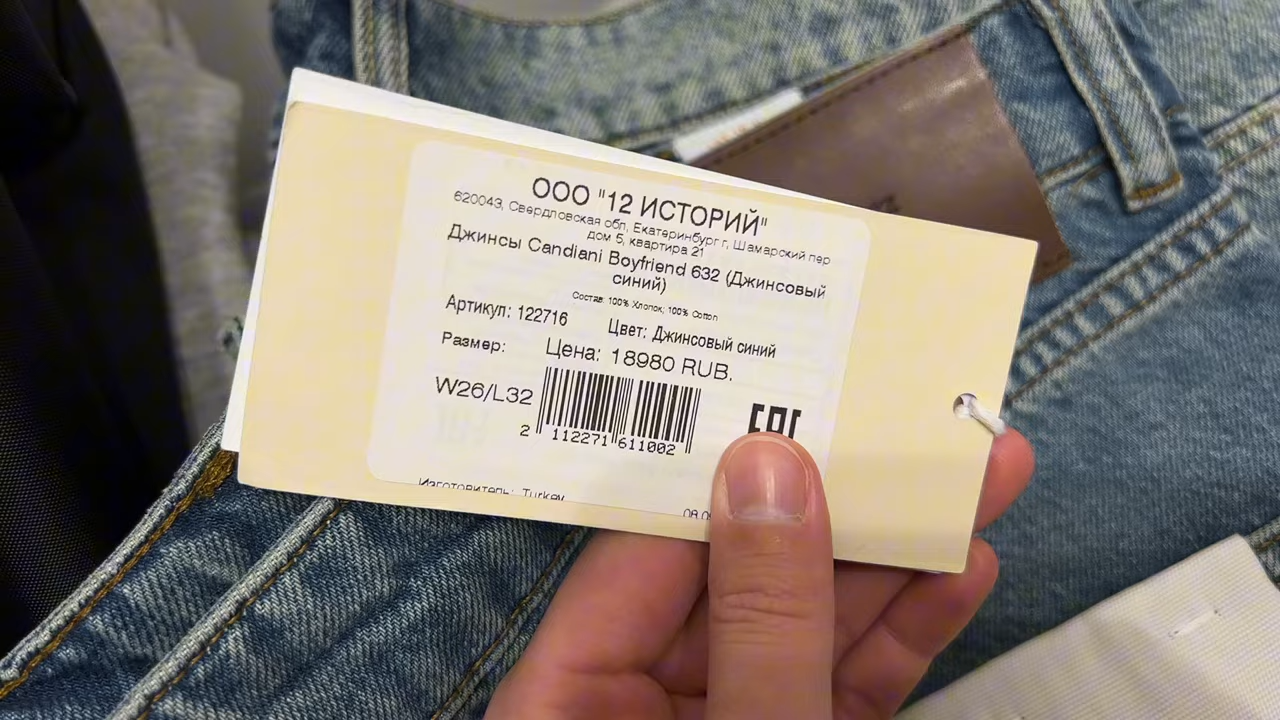 ООО "12 ИСТОРИЙ"
620043, Свердловская обл, Екатеринбург г, Шамарский пер
дом 5, квартира 21
Джинсы Candiani Boyfriend 632 (Джинсовый
синий)
Состав: 100% Хлопок; 100% Cotton
Артикул: 122716 Цвет: Джинсовый синий
Размер: Цена: 18980 RUB.
W26/L32
2 112271 611002
EAC
Изготовитель: Turkey